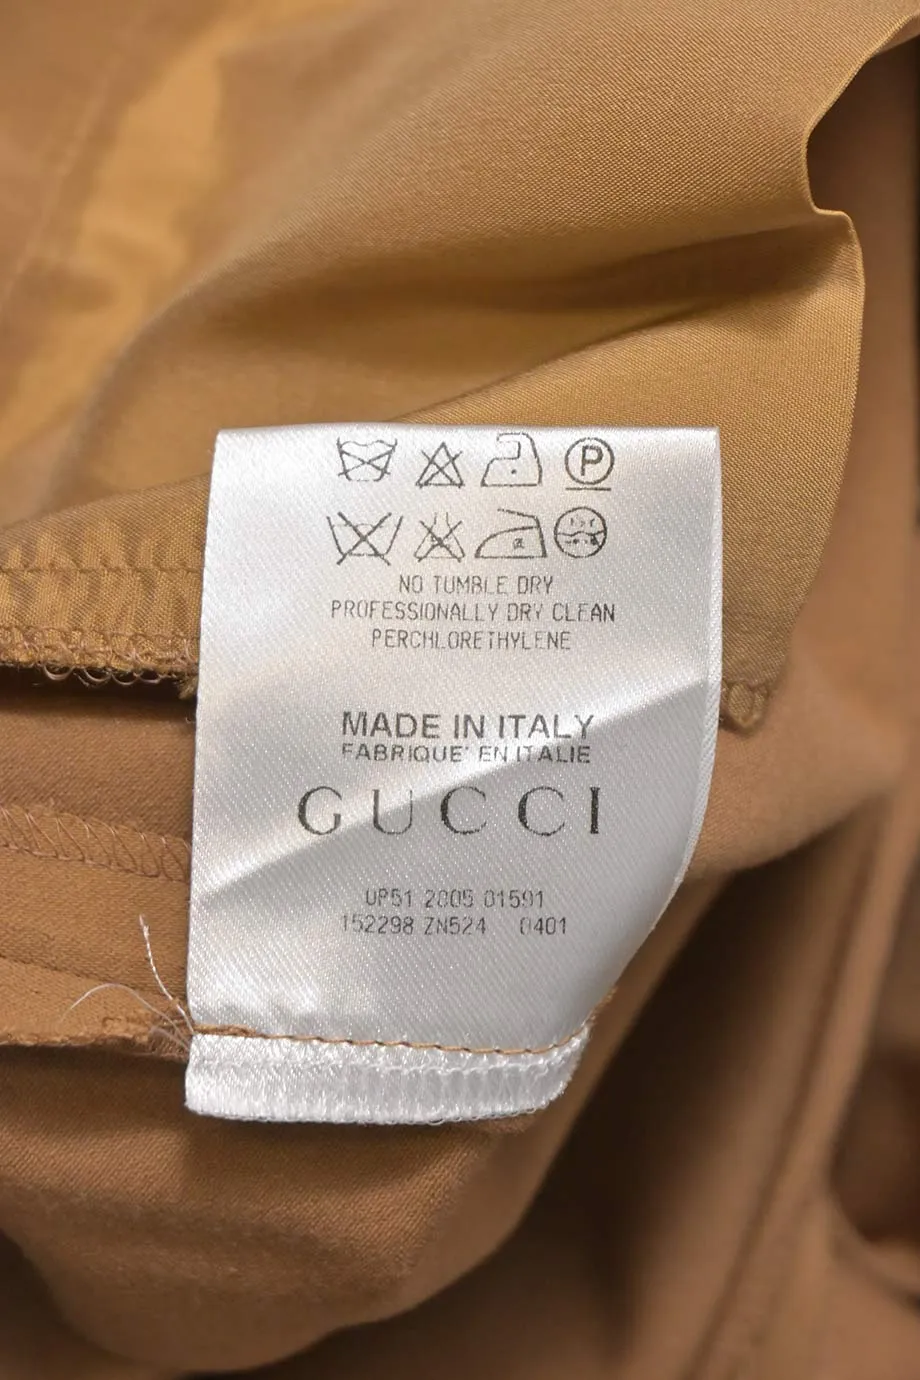 P
NO TUMBLE DRY
PROFESSIONALLY DRY CLEAN
PERCHLORETHYLENE
MADE IN ITALY
FABRIQUE' EN ITALIE
GUCCI
UP51 2805 01591
152298 ZN524 0401